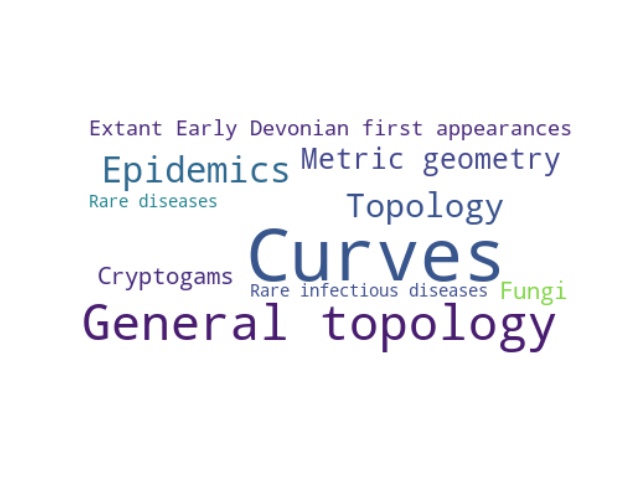 Extant Early Devonian first appearances
Epidemics
Metric geometry
Rare diseases
Topology
Curves
Cryptogams
Rare infectious diseases
Fungi
General topology